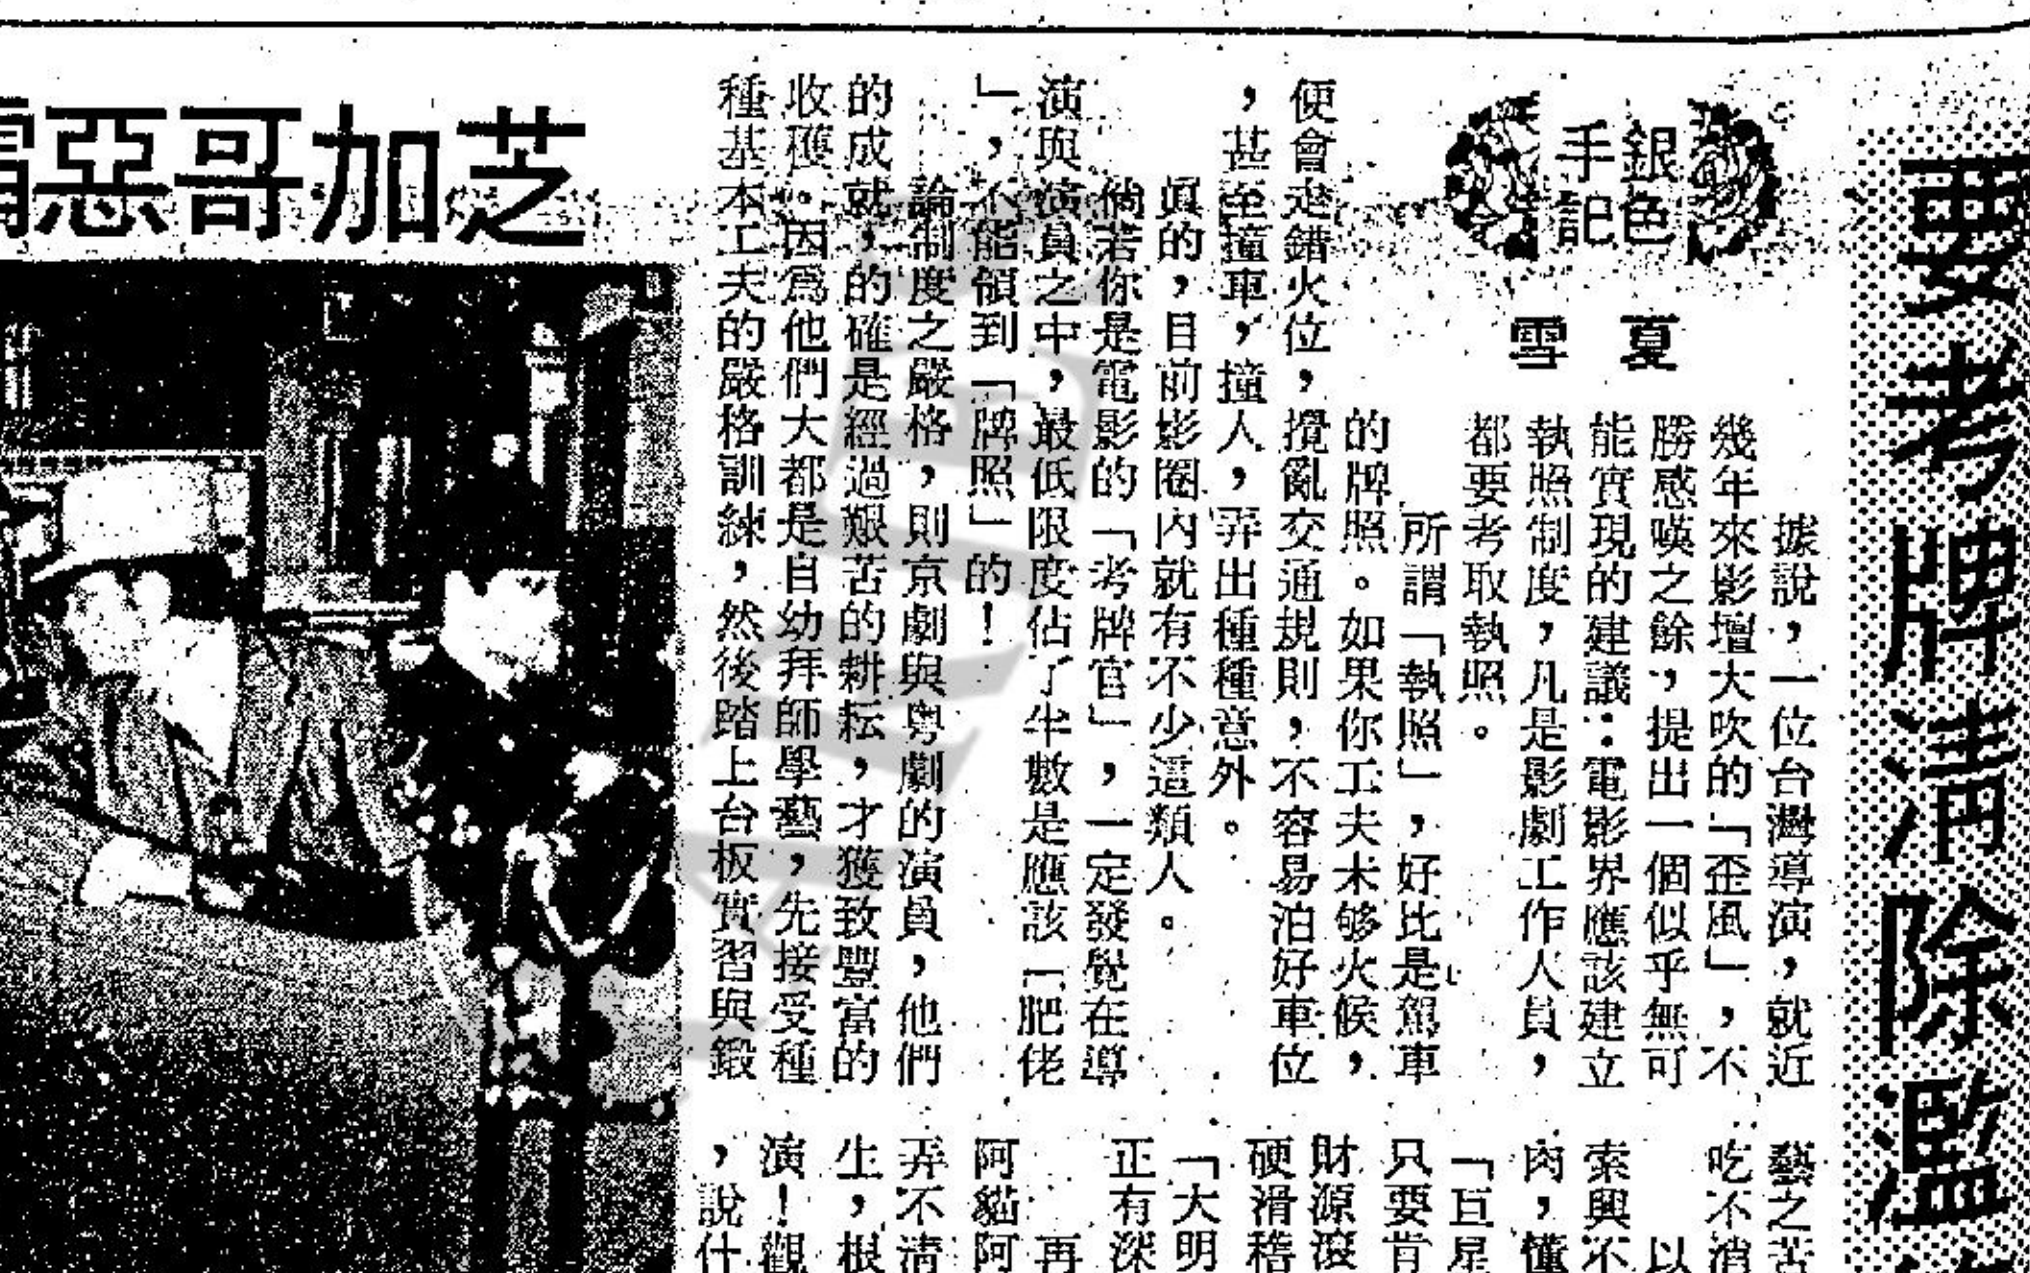 要考牌清除濫
銀色
手記
夏雪
據說，一位台灣導演，就近
幾年來影壇大吹的「歪風」，不
勝感嘆之餘，提出一個似乎無可
能實現的建議：電影界應該建立
執照制度，凡是影劇工作人員，
都要考取執照。
所謂「執照」，好比是駕車
的牌照。如果你工夫未够火候，
便會走錯火位，攪亂交通規則，不容易泊好車位
，甚至撞車，撞人，弄出種種意外。
眞的，目前影圈內就有不少這類人。
倘若你是電影的「考牌官」，一定發覺在導
演與演員之中，最低限度佔了半數是應該「肥佬
」，不能領到「牌照」的！
論制度之嚴格，則京劇與粵劇的演員，他們
的成就，的確是經過艱苦的耕耘，才獲致豐富的
收穫。因爲他們大都是自幼拜師學藝，先接受種
種基本工夫的嚴格訓練，然後踏上台板實習與鍛
藝之苦
吃不消
以
索興不
肉，懂
「巨星
只要肯
財源滾
硬滑稽
「大明
正有深
再
阿貓阿
弄不清
生，根
演！觀
，說什
芝加哥惡霸